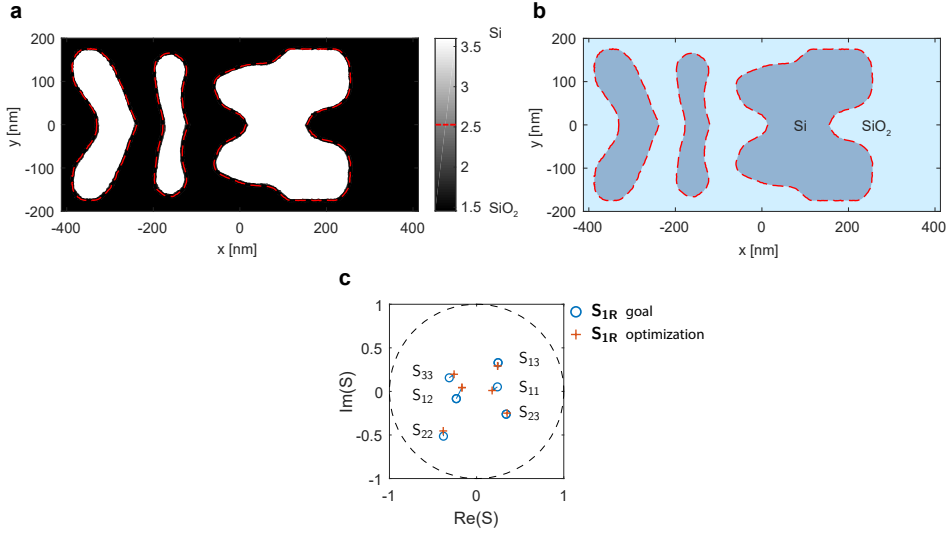 a
b
200
100
0
-100
-200
y [nm]
-400
-200
0
200
400
x [nm]
Si
3.5
3
2.5
2
1.5
SiO2
200
100
0
-100
-200
y [nm]
Si
SiO2
-400
-200
0
200
400
x [nm]
c
1
0.5
0
-0.5
-1
Im(S)
S33
S12
S22
S13
S11
S23
-1
0
1
Re(S)
S1R goal
S1R optimization